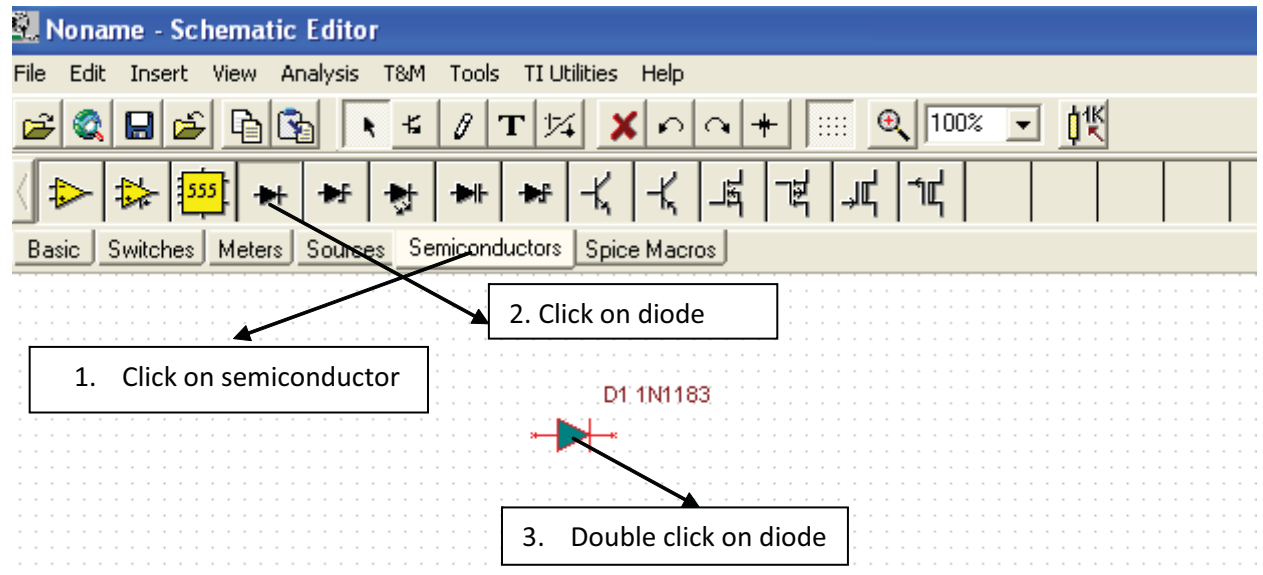 Noname - Schematic Editor
File Edit Insert View Analysis T&M Tools TI Utilities Help
T 100% 1K
555
Basic Switches Meters Sources Semiconductors Spice Macros
2. Click on diode
1. Click on semiconductor
D1 1N1183
3. Double click on diode